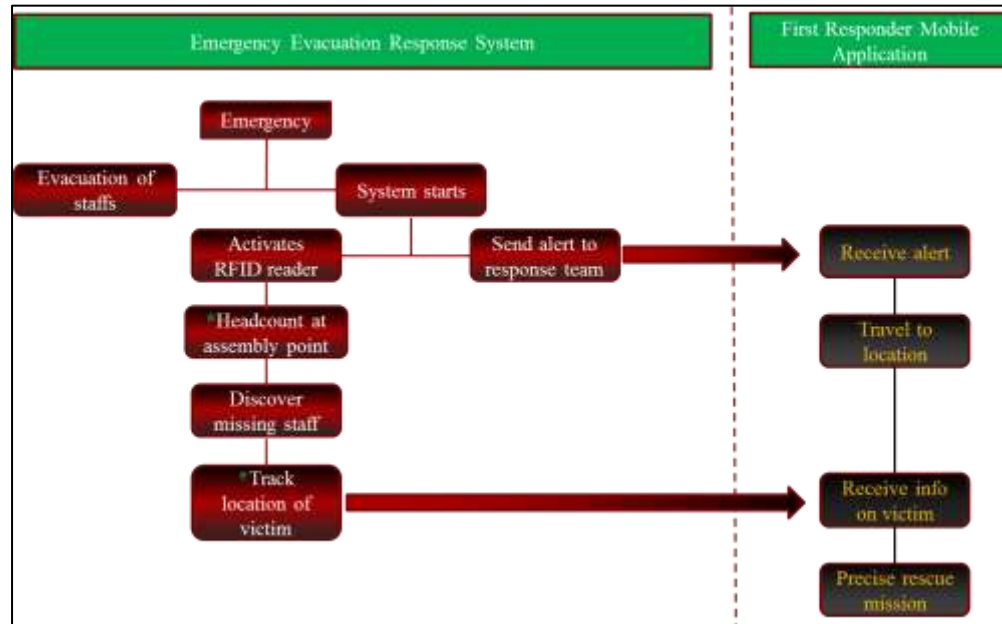 Emergency Evacuation Response System
First Responder Mobile
Application
Emergency
Evacuation of
staffs
System starts
Activates
RFID reader
Send alert to
response team
Receive alert
*Headcount at
assembly point
Travel to
location
Discover
missing staff
*Track
location of
victim
Receive info
on victim
Precise rescue
mission